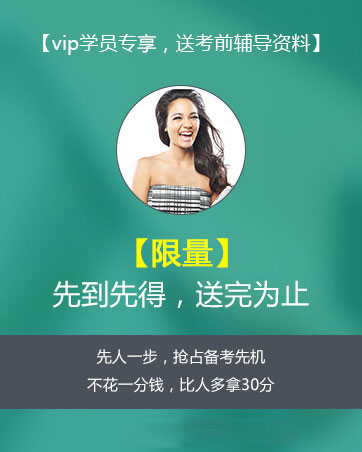 【vip学员专享，送考前辅导资料】
【限量】
先到先得，送完为止
先人一步，抢占备考先机
不花一分钱，比人多拿30分